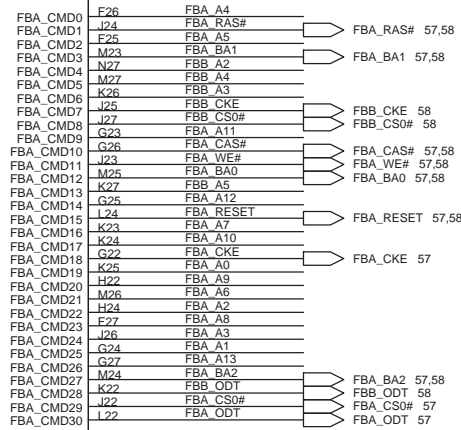 FBA_CMD0 F26 FBA_A4
FBA_CMD1 J24 FBA_RAS# FBA_RAS# 57,58
FBA_CMD2 F25 FBA_A5
FBA_CMD3 M23 FBA_BA1 FBA_BA1 57,58
FBA_CMD4 N27 FBB_A2
FBA_CMD5 M27 FBB_A4
FBA_CMD6 K26 FBB_A3
FBA_CMD7 J25 FBB_CKE FBB_CKE 58
FBA_CMD8 J27 FBB_CS0# FBB_CS0# 58
FBA_CMD9 G23 FBA_A11
FBA_CMD10 G26 FBA_CAS# FBA_CAS# 57,58
FBA_CMD11 J23 FBA_WE# FBA_WE# 57,58
FBA_CMD12 M25 FBA_BA0 FBA_BA0 57,58
FBA_CMD13 K27 FBB_A5
FBA_CMD14 G25 FBA_A12
FBA_CMD15 L24 FBA_RESET FBA_RESET 57,58
FBA_CMD16 K23 FBA_A7
FBA_CMD17 K24 FBA_A10
FBA_CMD18 G22 FBA_CKE FBA_CKE 57
FBA_CMD19 K25 FBA_A0
FBA_CMD20 H22 FBA_A9
FBA_CMD21 M26 FBA_A6
FBA_CMD22 H24 FBA_A2
FBA_CMD23 F27 FBA_A8
FBA_CMD24 J26 FBA_A3
FBA_CMD25 G24 FBA_A1
FBA_CMD26 G27 FBA_A13
FBA_CMD27 M24 FBA_BA2 FBA_BA2 57,58
FBA_CMD28 K22 FBB_ODT FBB_ODT 58
FBA_CMD29 J22 FBA_CS0# FBA_CS0# 57
FBA_CMD30 L22 FBA_ODT FBA_ODT 57